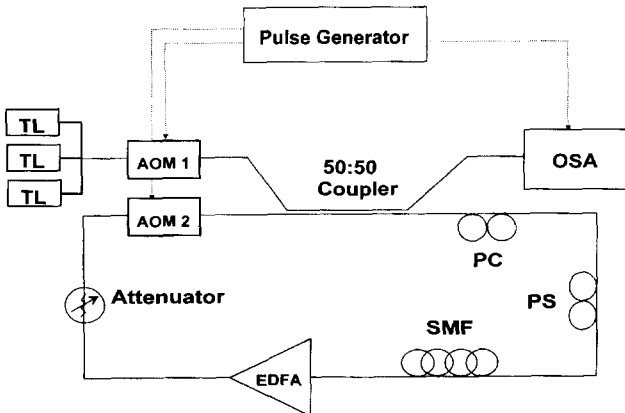 Pulse Generator
TL
TL
TL
AOM 1
50:50
Coupler
OSA
AOM 2
PC
Attenuator
PS
SMF
EDFA